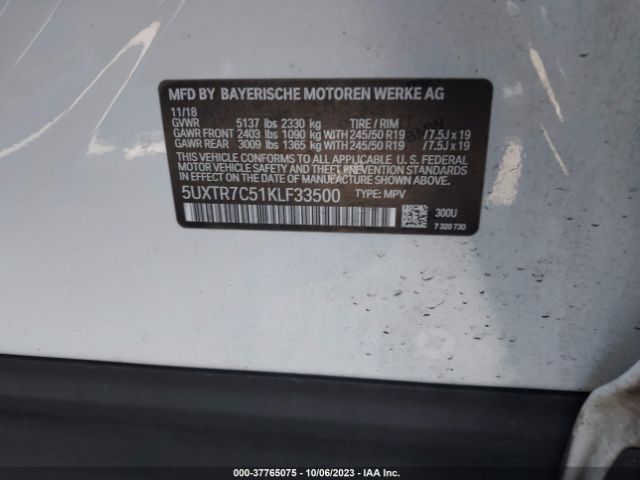 MFD BY BAYERISCHE MOTOREN WERKE AG
11/18
GVWR 5137 lbs 2330 kg TIRE / RIM
GAWR FRONT 2403 lbs 1090 kg WITH 245/50 R19 /7.5J x 19
GAWR REAR 3009 lbs 1365 kg WITH 245/50 R19 /7.5J x 19
THIS VEHICLE CONFORMS TO ALL APPLICABLE U.S. FEDERAL
MOTOR VEHICLE SAFETY AND THEFT PREVENTION STANDARDS
IN EFFECT ON THE DATE OF MANUFACTURE SHOWN ABOVE.
5UXTR7C51KLF33500 TYPE: MPV
300U
7 320 730
000-37765075 - 10/06/2023 - IAA Inc.